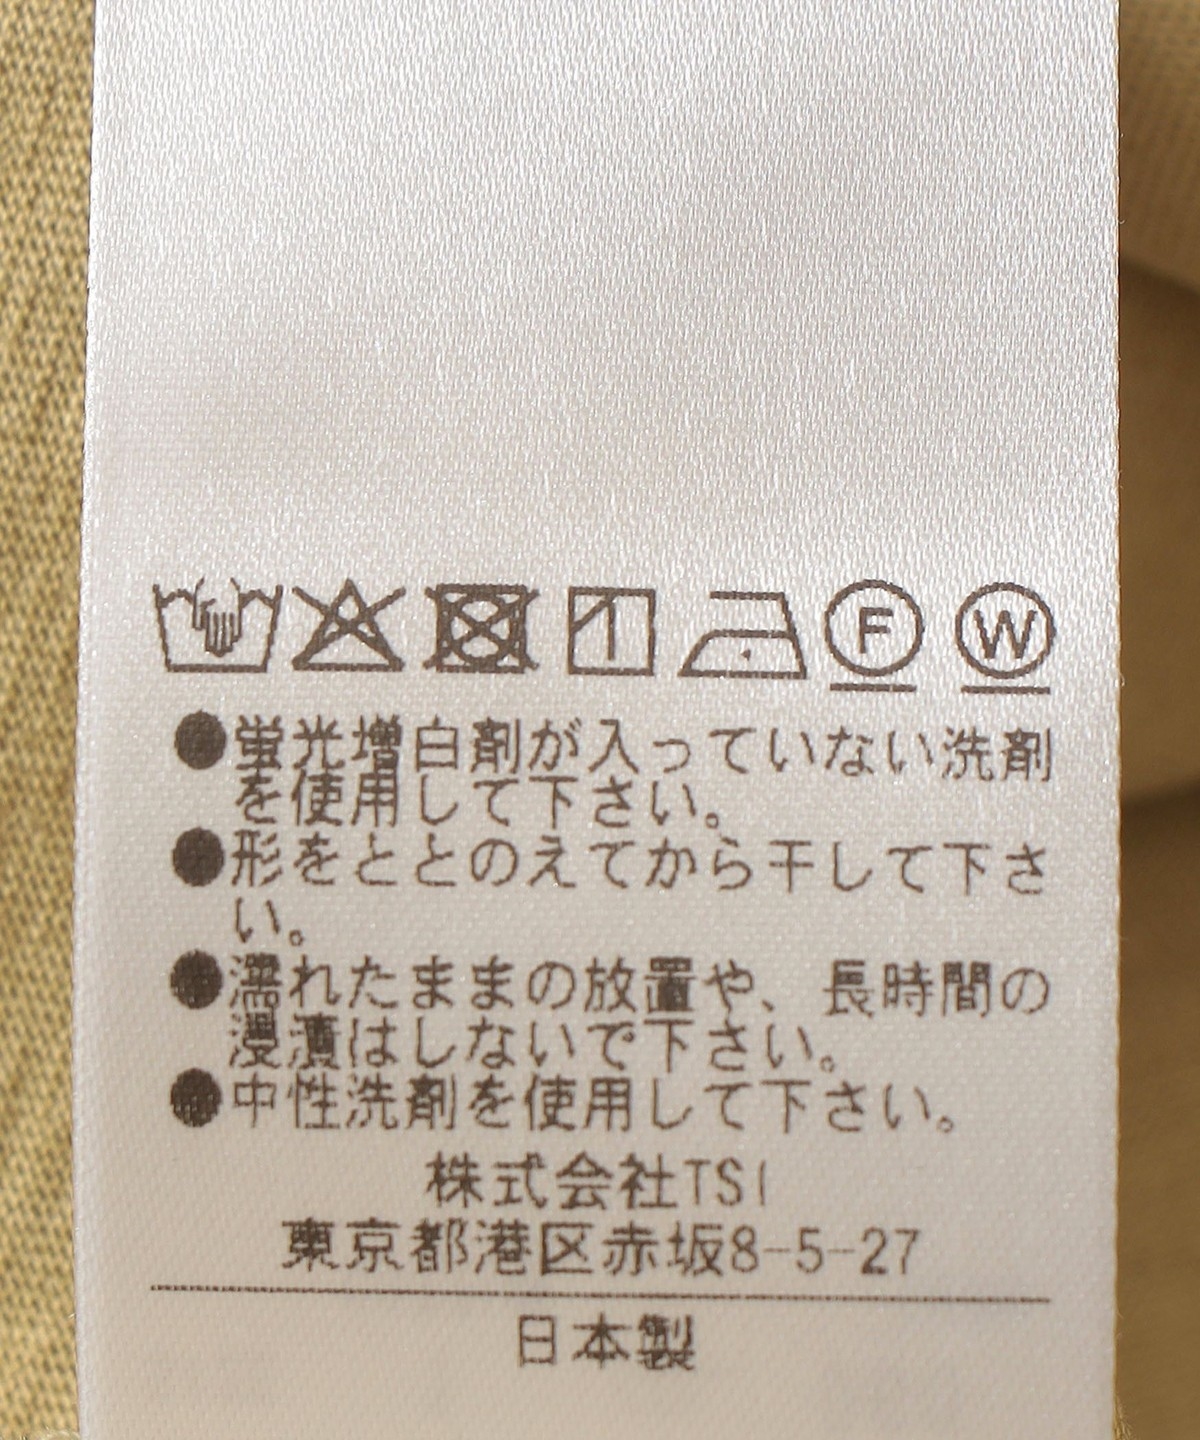 F W
●蛍光増白剤が入っていない洗剤
を使用して下さい。
●形をととのえてから干して下さ
い。
●濡れたままの放置や、長時間の
浸漬はしないで下さい。
●中性洗剤を使用して下さい。
株式会社TSI
東京都港区赤坂8-5-27
日本製